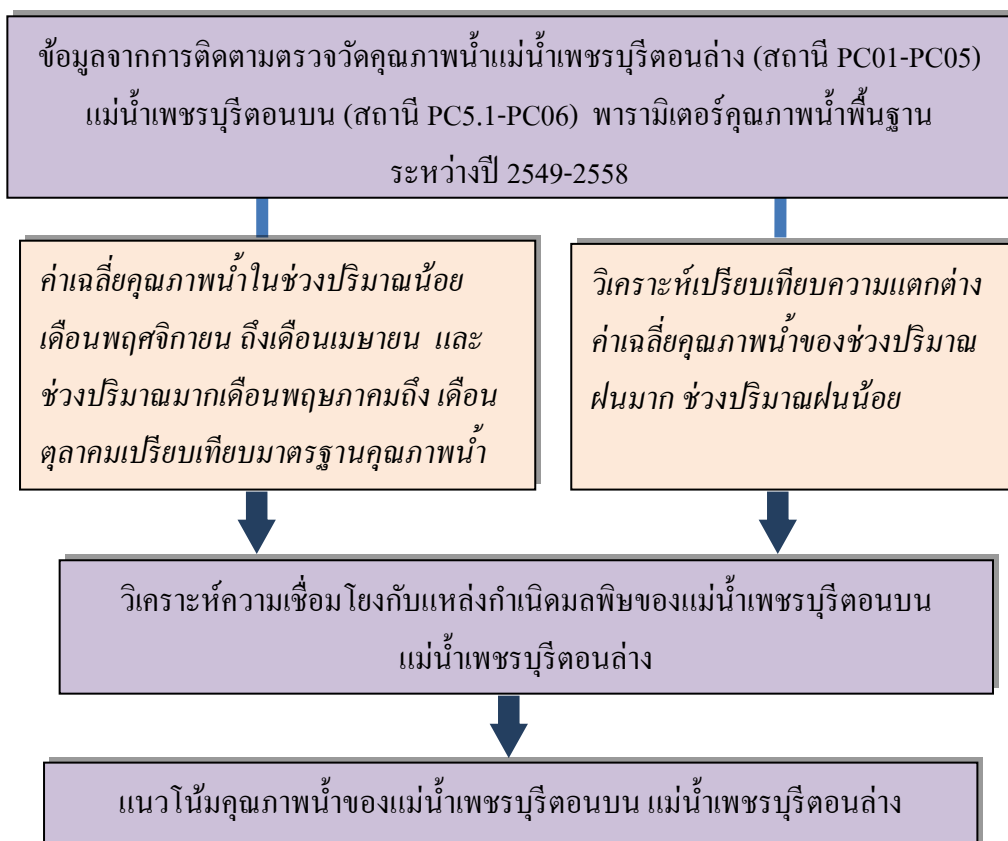 ข้อมูลจากการติดตามตรวจวัดคุณภาพน้ำแม่น้ำเพชรบุรีตอนล่าง (สถานี PC01-PC05)
แม่น้ำเพชรบุรีตอนบน (สถานี PC5.1-PC06) พารามิเตอร์คุณภาพน้ำพื้นฐาน
ระหว่างปี 2549-2558
ค่าเฉลี่ยคุณภาพน้ำในช่วงปริมาณน้อย
เดือนพฤศจิกายน ถึงเดือนเมษายน และ
ช่วงปริมาณมากเดือนพฤษภาคมถึง เดือน
ตุลาคมเปรียบเทียบมาตรฐานคุณภาพน้ำ
วิเคราะห์เปรียบเทียบความแตกต่าง
ค่าเฉลี่ยคุณภาพน้ำของช่วงปริมาณ
ฝนมาก ช่วงปริมาณฝนน้อย
วิเคราะห์ความเชื่อมโยงกับแหล่งกำเนิดมลพิษของแม่น้ำเพชรบุรีตอนบน
แม่น้ำเพชรบุรีตอนล่าง
แนวโน้มคุณภาพน้ำของแม่น้ำเพชรบุรีตอนบน แม่น้ำเพชรบุรีตอนล่าง